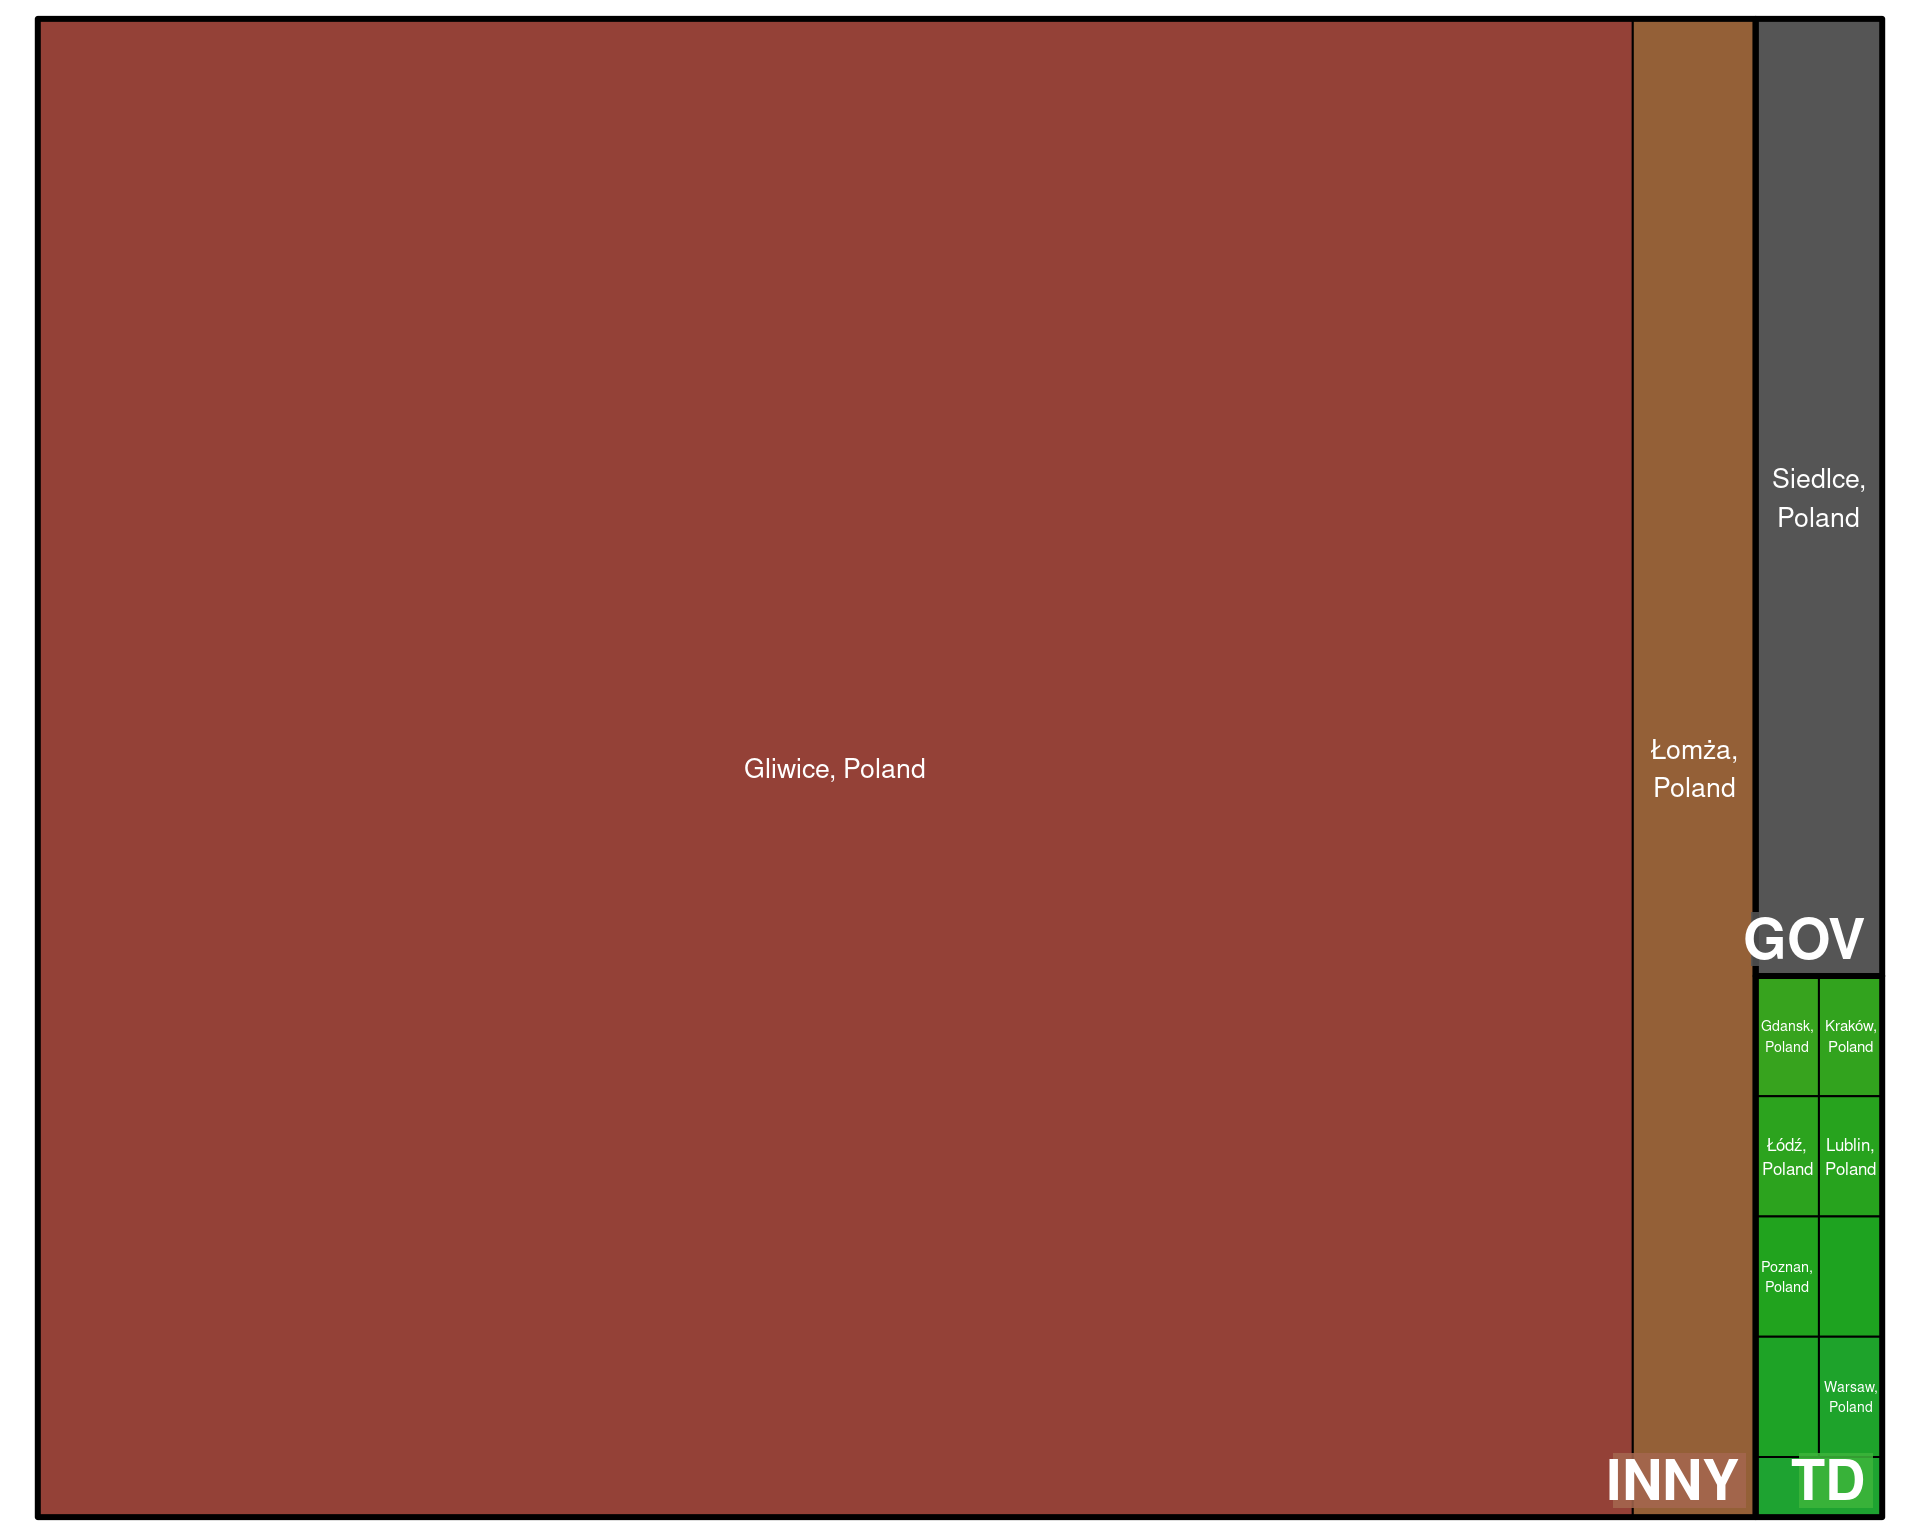 Gliwice, Poland
Łomża,
Poland
INNY
Siedlce,
Poland
GOV
Gdansk,
Poland
Kraków,
Poland
Łódź,
Poland
Lublin,
Poland
Poznan,
Poland
Warsaw,
Poland
TD